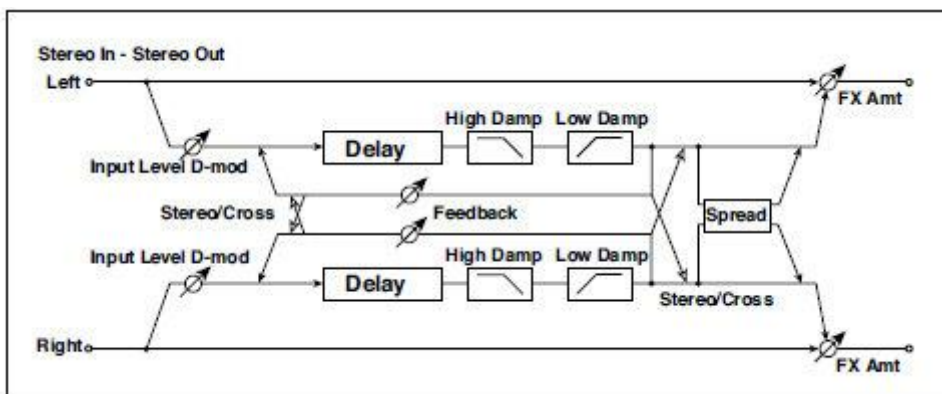 Stereo In - Stereo Out
Left
FX Amt
High Damp Low Damp
Delay
Input Level D-mod
Stereo/Cross
Feedback
Spread
Input Level D-mod
High Damp Low Damp
Delay
Stereo/Cross
Right
FX Amt